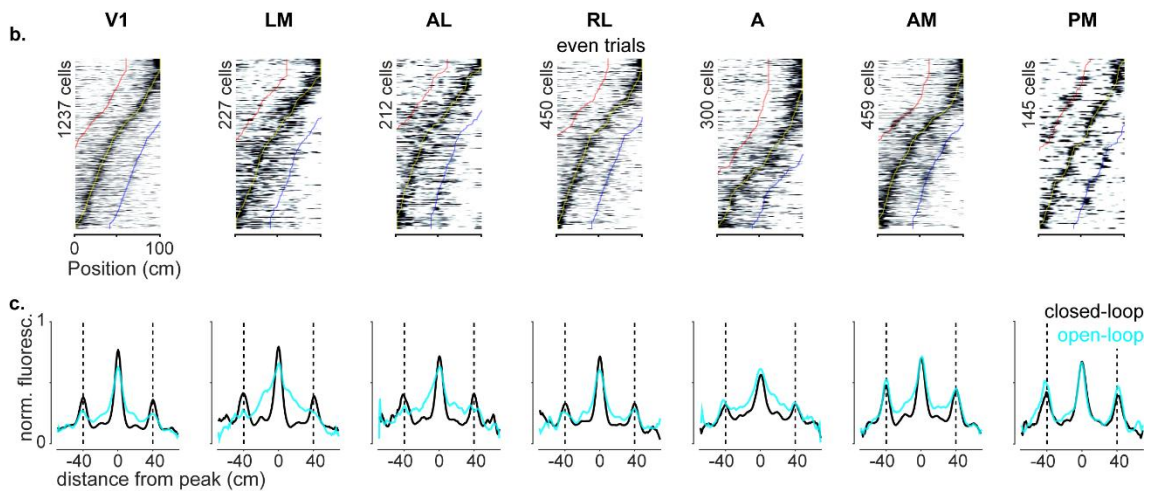 V1 LM AL RL A AM PM
b.
even trials
1237 cells
227 cells
212 cells
450 cells
300 cells
459 cells
145 cells
0 100
Position (cm)
c.
closed-loop
open-loop
norm. fluoresc.
1
0
-40 0 40 -40 0 40 -40 0 40 -40 0 40 -40 0 40 -40 0 40 -40 0 40
distance from peak (cm)